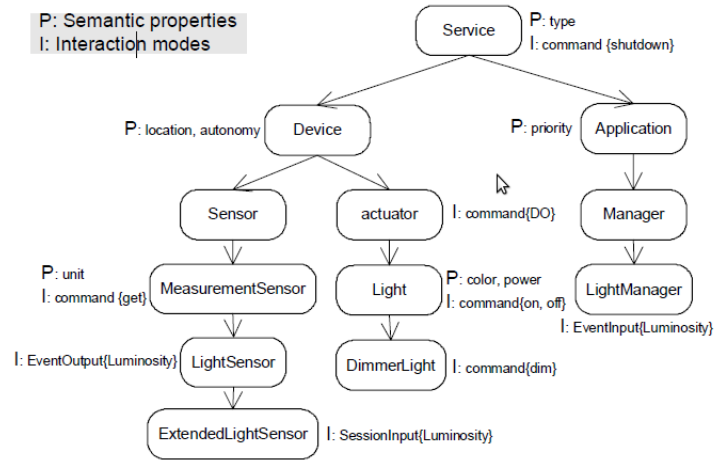 P: Semantic properties
I: Interaction modes
Service
P: type
I: command {shutdown}
P: location, autonomy
Device
P: priority
Application
Sensor
actuator
I: command{DO}
Manager
P: unit
I: command {get}
MeasurementSensor
Light
P: color, power
I: command{on, off}
LightManager
I: EventInput{Luminosity}
I: EventOutput{Luminosity}
LightSensor
DimmerLight
I: command{dim}
ExtendedLightSensor
I: SessionInput{Luminosity}